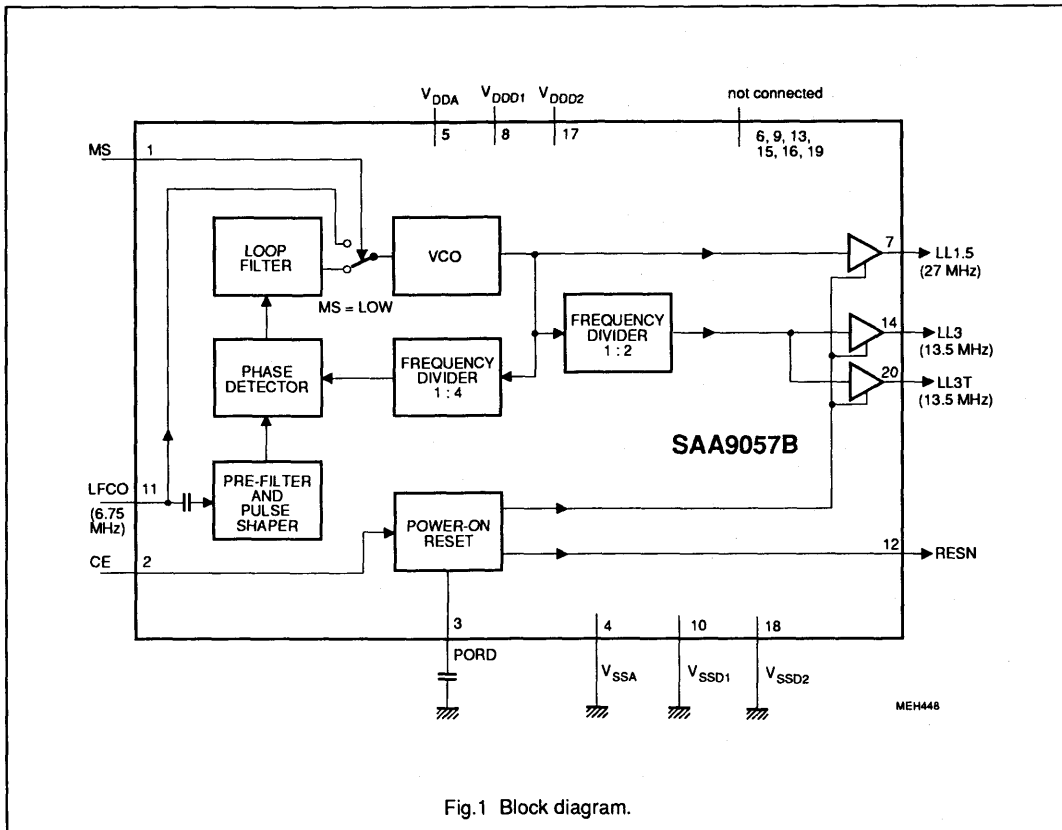 V_DDA V_DDD1 V_DDD2 not connected
5 8 17 6, 9, 13,
15, 16, 19
MS 1
LOOP
FILTER
VCO
MS = LOW
7 LL1.5
(27 MHz)
FREQUENCY
DIVIDER
1 : 2
14 LL3
(13.5 MHz)
PHASE
DETECTOR
FREQUENCY
DIVIDER
1 : 4
20 LL3T
(13.5 MHz)
SAA9057B
LFCO 11
(6.75
MHz)
PRE-FILTER
AND
PULSE
SHAPER
POWER-ON
RESET
12 RESN
CE 2
3 4 10 18
PORD V_SSA V_SSD1 V_SSD2
MEH448
Fig.1 Block diagram.